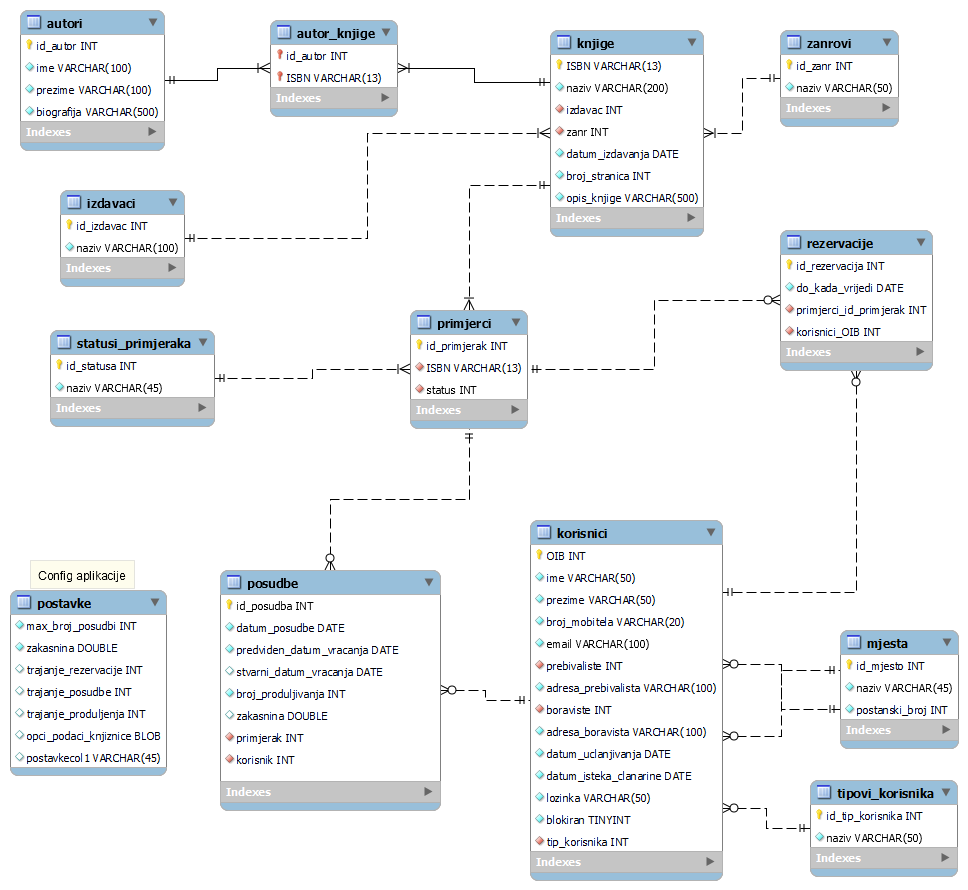 autori
id_autor INT
ime VARCHAR(100)
prezime VARCHAR(100)
biografija VARCHAR(500)
Indexes
autor_knjige
id_autor INT
ISBN VARCHAR(13)
Indexes
knjige
ISBN VARCHAR(13)
naziv VARCHAR(200)
izdavac INT
zanr INT
datum_izdavanja DATE
broj_stranica INT
opis_knjige VARCHAR(500)
Indexes
zanrovi
id_zanr INT
naziv VARCHAR(50)
Indexes
izdavaci
id_izdavac INT
naziv VARCHAR(100)
Indexes
rezervacije
id_rezervacija INT
do_kada_vrijedi DATE
primjerci_id_primjerak INT
korisnici_OIB INT
Indexes
statusi_primjeraka
id_statusa INT
naziv VARCHAR(45)
Indexes
primjerci
id_primjerak INT
ISBN VARCHAR(13)
status INT
Indexes
Config aplikacije
postavke
max_broj_posudbi INT
zakasnina DOUBLE
trajanje_rezervacije INT
trajanje_posudbe INT
trajanje_produljenja INT
opci_podaci_knjiznice BLOB
postavkecol1 VARCHAR(45)
posudbe
id_posudba INT
datum_posudbe DATE
predviden_datum_vracanja DATE
stvarni_datum_vracanja DATE
broj_produljivanja INT
zakasnina DOUBLE
primjerak INT
korisnik INT
Indexes
korisnici
OIB INT
ime VARCHAR(50)
prezime VARCHAR(50)
broj_mobitela VARCHAR(20)
email VARCHAR(100)
prebivaliste INT
adresa_prebivalista VARCHAR(100)
boraviste INT
adresa_boravista VARCHAR(100)
datum_uclanjivanja DATE
datum_isteka_clanarine DATE
lozinka VARCHAR(50)
blokiran TINYINT
tip_korisnika INT
Indexes
mjesta
id_mjesto INT
naziv VARCHAR(45)
postanski_broj INT
Indexes
tipovi_korisnika
id_tip_korisnika INT
naziv VARCHAR(50)
Indexes